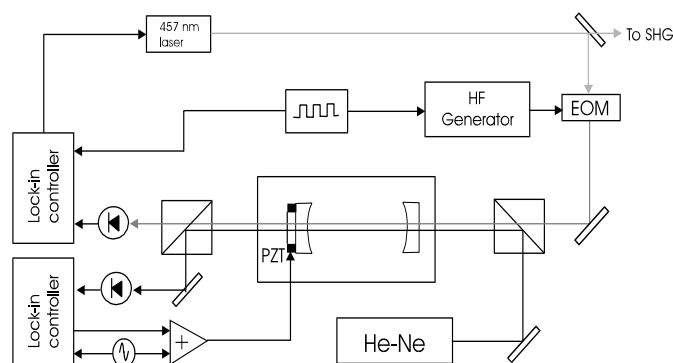 457 nm
laser
To SHG
HF
Generator
EOM
Lock-in
controller
PZT
Lock-in
controller
+
He-Ne